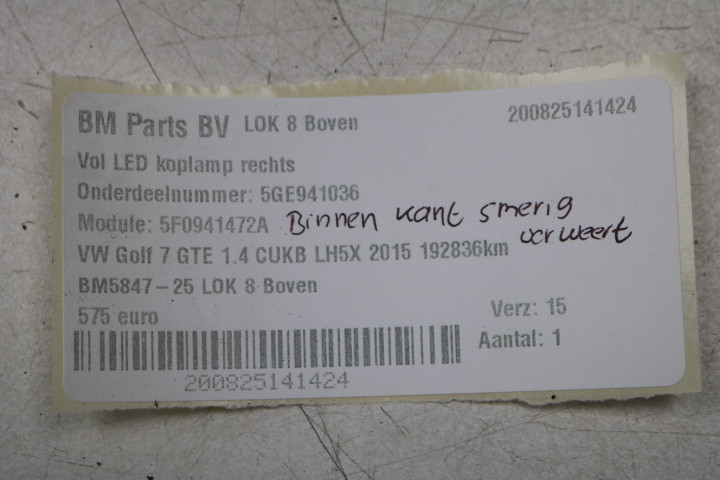 BM Parts BV LOK 8 Boven 200825141424
Vol LED koplamp rechts
Onderdeelnummer: 5GE941036
Module: 5F0941472A Binnen kant smerig
verweert
VW Golf 7 GTE 1.4 CUKB LH5X 2015 192836km
BM5847-25 LOK 8 Boven
575 euro Verz: 15
Aantal: 1
200825141424